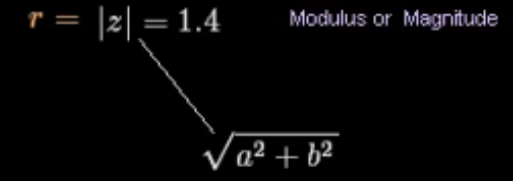 r = |z| = 1.4 Modulus or Magnitude
√(a² + b²)